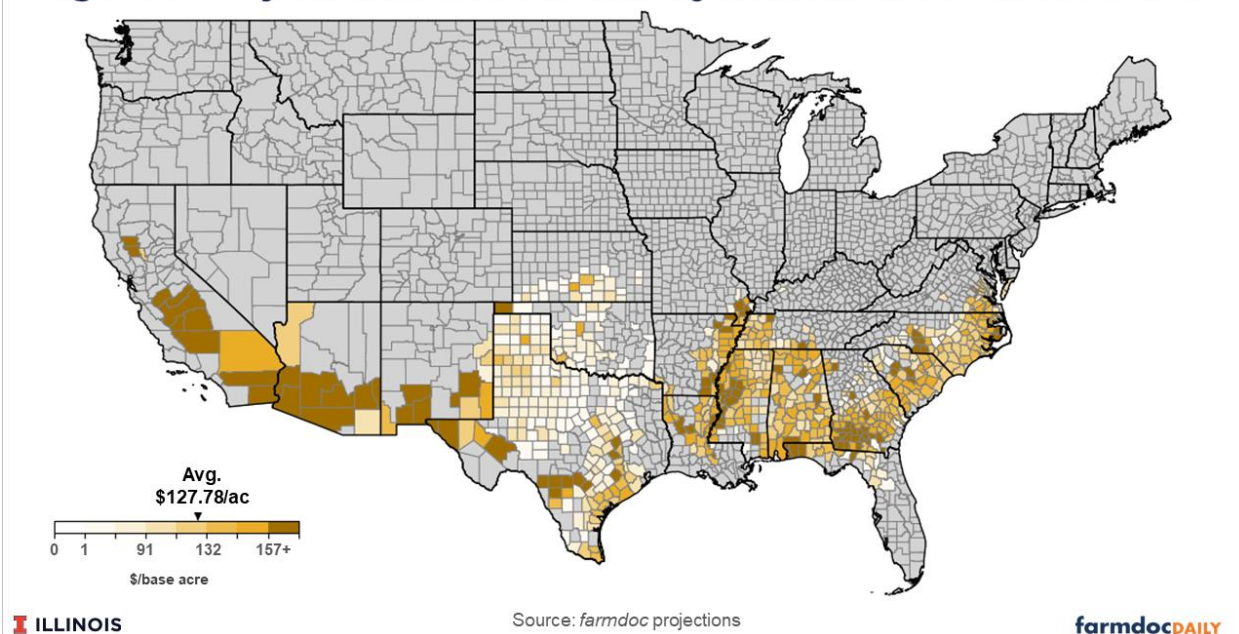 Avg.
$127.78/ac
0 1 91 132 157+
$/base acre
I ILLINOIS
Source: farmdoc projections
farmdocDAILY